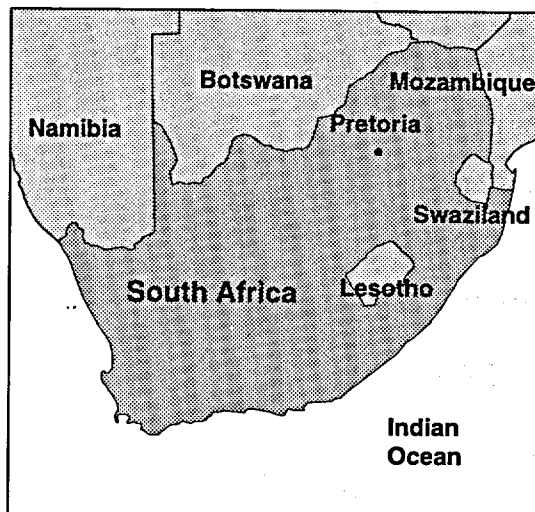 Botswana
Mozambique
Namibia
Pretoria
Swaziland
South Africa
Lesotho
Indian
Ocean